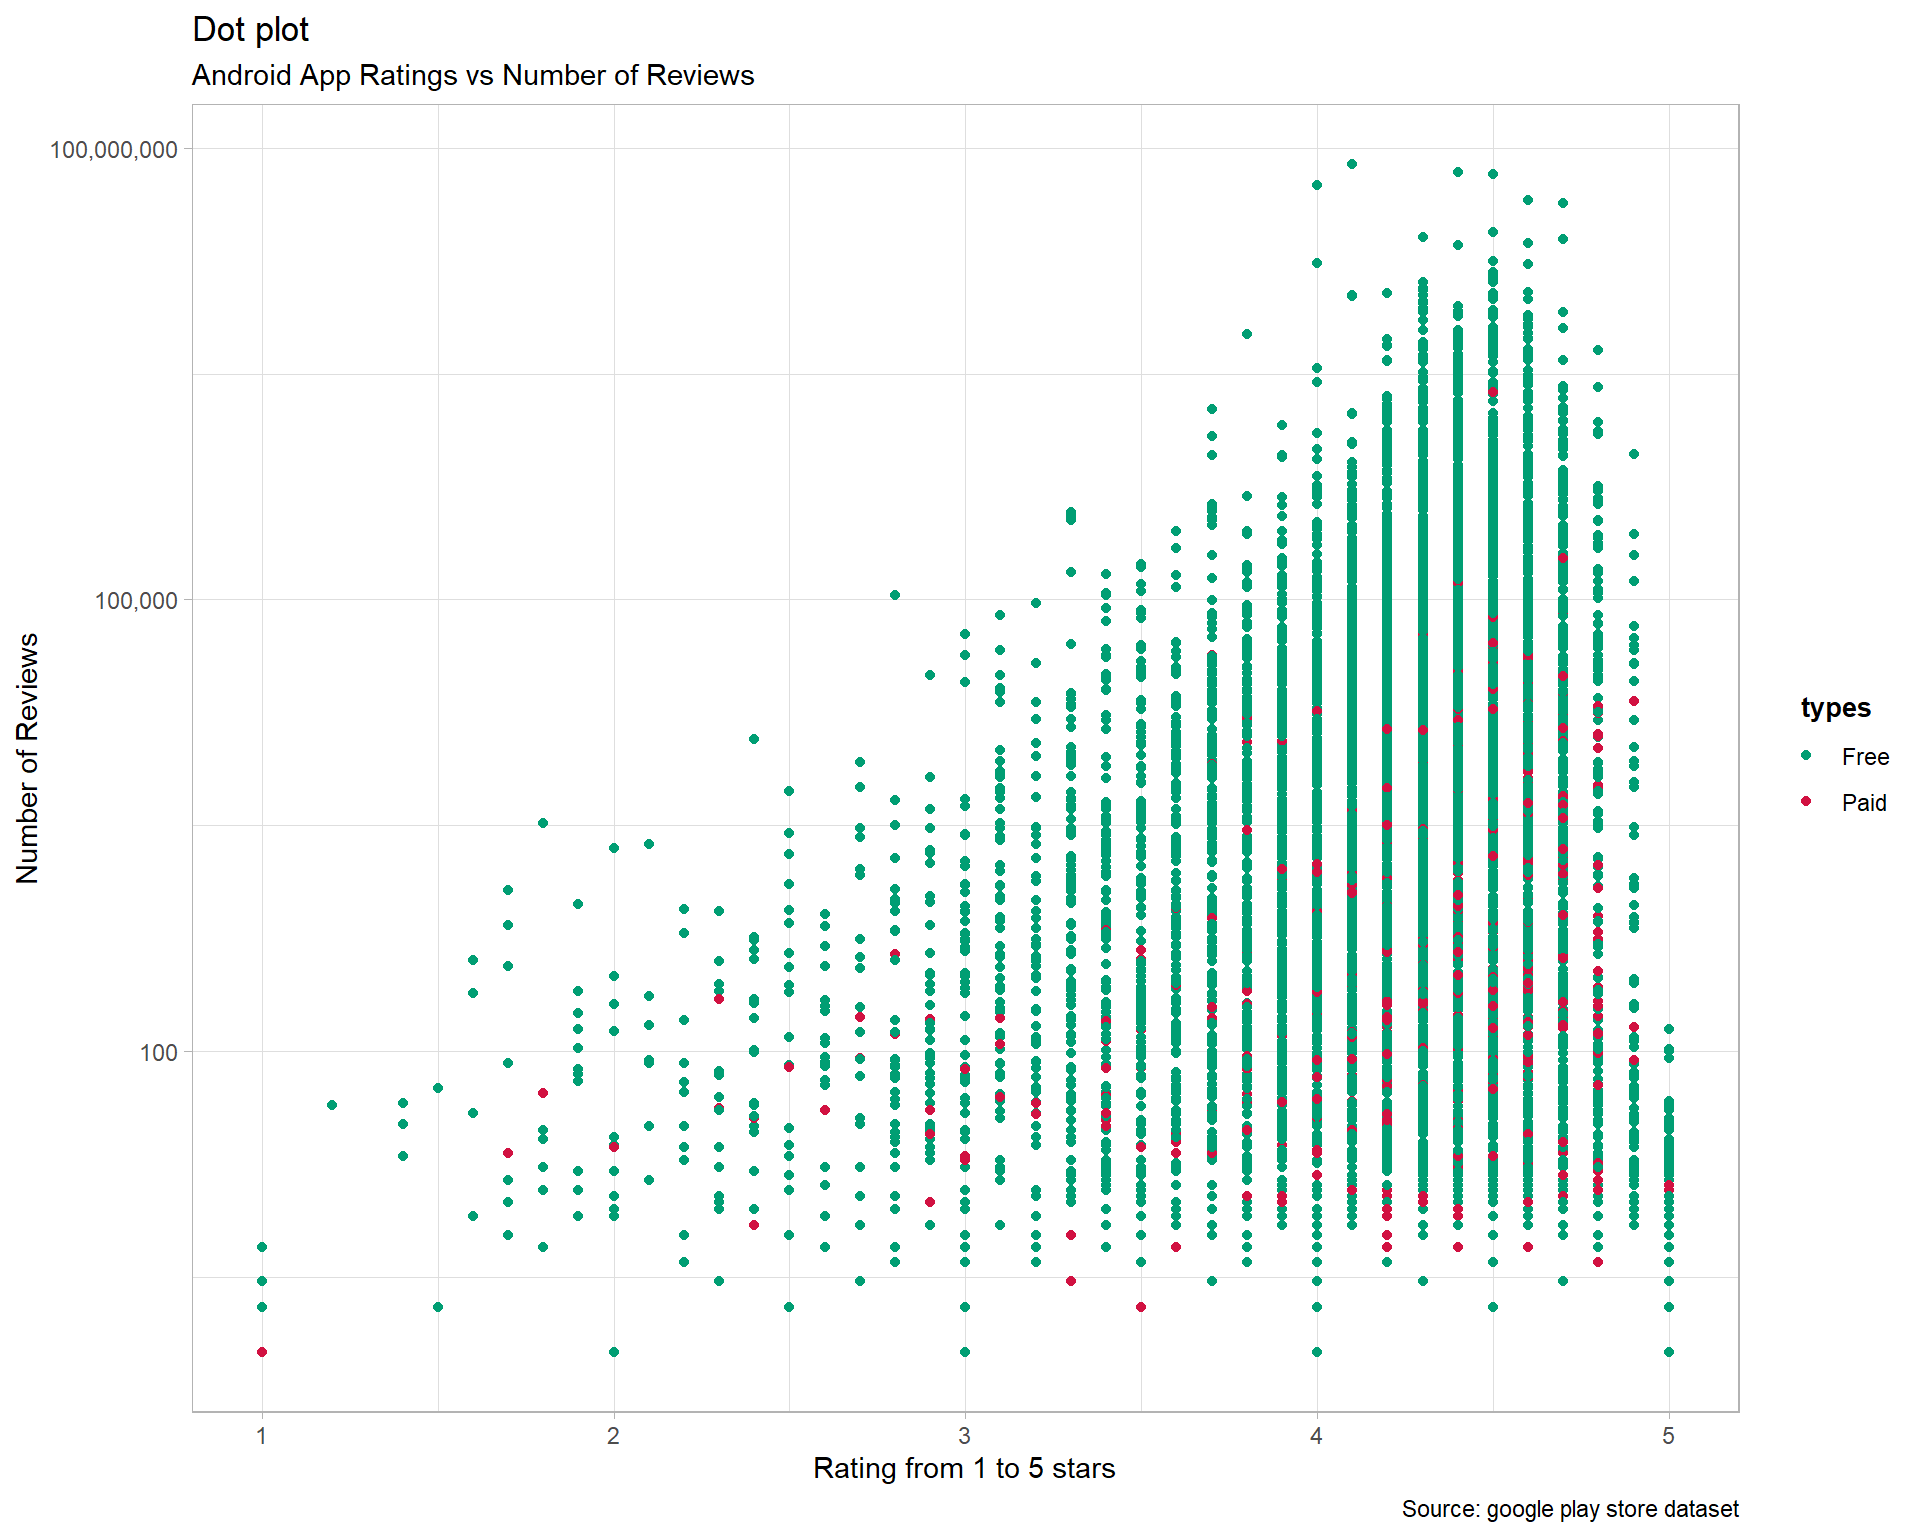 Dot plot
Android App Ratings vs Number of Reviews
100,000,000
100,000
100
Number of Reviews
1 2 3 4 5
Rating from 1 to 5 stars
types
Free
Paid
Source: google play store dataset